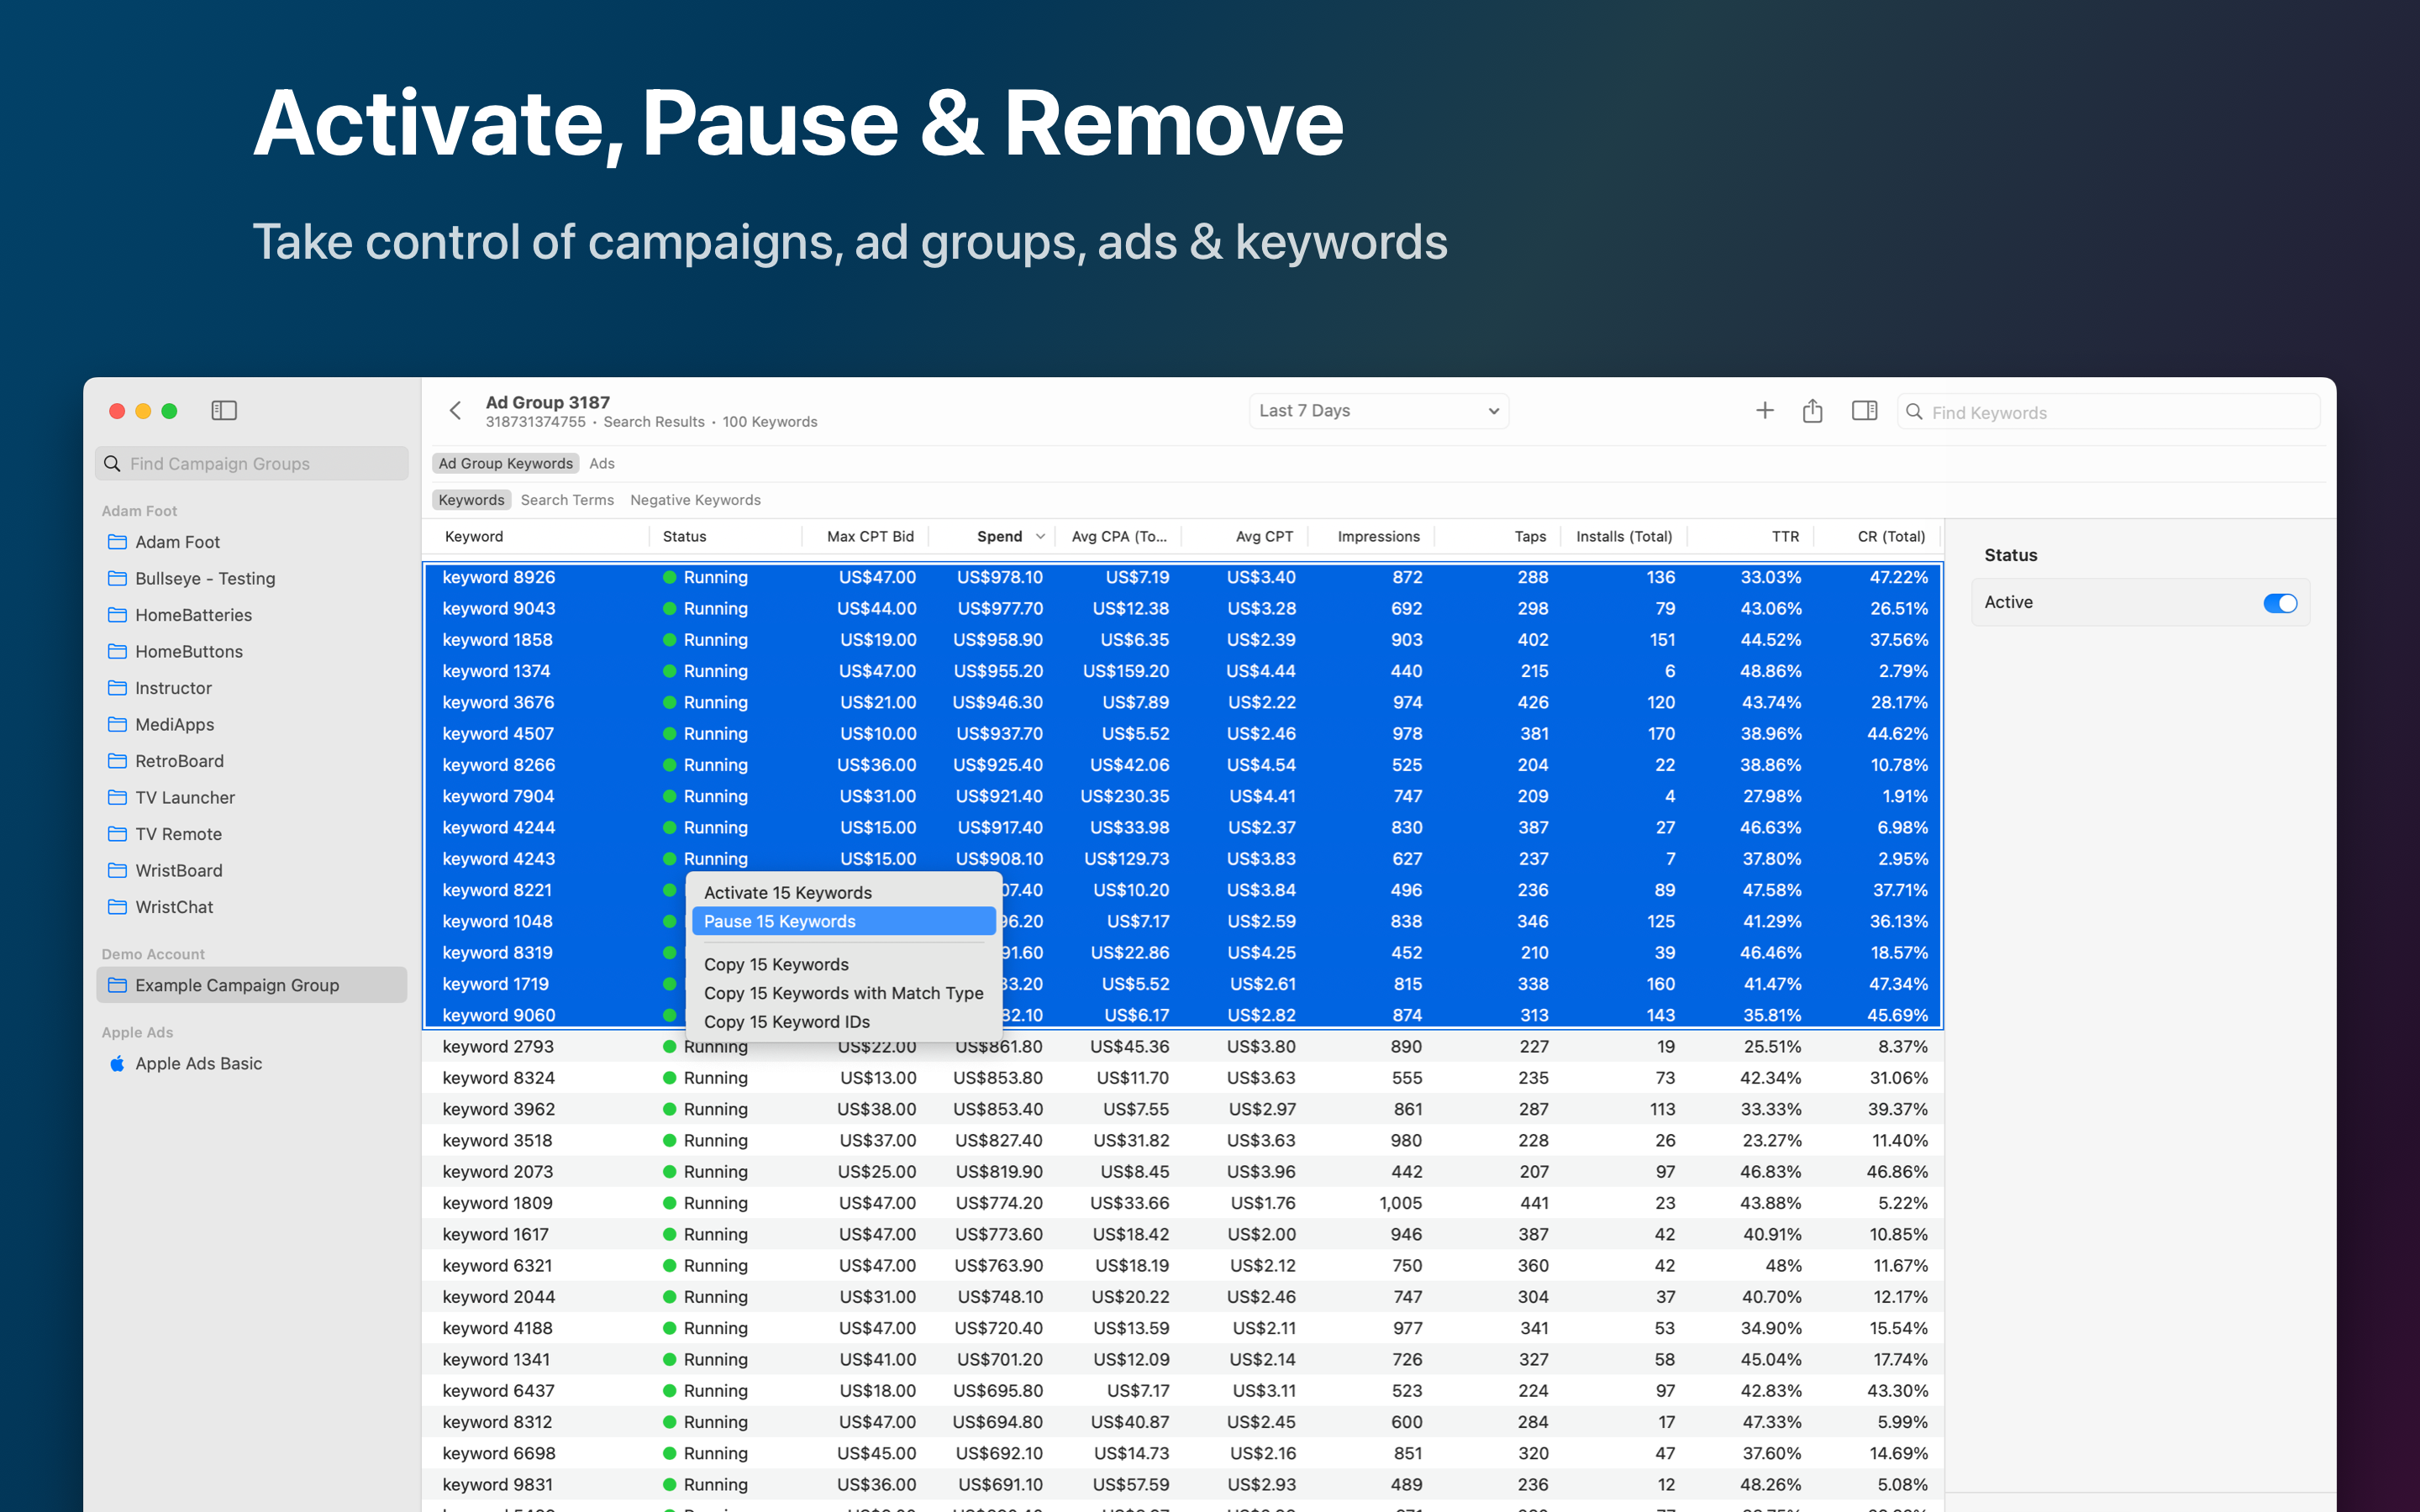 Activate, Pause & Remove
Take control of campaigns, ad groups, ads & keywords
Ad Group 3187
318731374755 · Search Results · 100 Keywords
Last 7 Days
Find Keywords
Find Campaign Groups
Adam Foot
Adam Foot
Bullseye - Testing
HomeBatteries
HomeButtons
Instructor
MediApps
RetroBoard
TV Launcher
TV Remote
WristBoard
WristChat
Demo Account
Example Campaign Group
Apple Ads
Apple Ads Basic
Ad Group Keywords Ads
Keywords Search Terms Negative Keywords
Keyword Status Max CPT Bid Spend Avg CPA (To... Avg CPT Impressions Taps Installs (Total) TTR CR (Total)
keyword 8926 Running US$47.00 US$978.10 US$7.19 US$3.40 872 288 136 33.03% 47.22%
keyword 9043 Running US$44.00 US$977.70 US$12.38 US$3.28 692 298 79 43.06% 26.51%
keyword 1858 Running US$19.00 US$958.90 US$6.35 US$2.39 903 402 151 44.52% 37.56%
keyword 1374 Running US$47.00 US$955.20 US$159.20 US$4.44 440 215 6 48.86% 2.79%
keyword 3676 Running US$21.00 US$946.30 US$7.89 US$2.22 974 426 120 43.74% 28.17%
keyword 4507 Running US$10.00 US$937.70 US$5.52 US$2.46 978 381 170 38.96% 44.62%
keyword 8266 Running US$36.00 US$925.40 US$42.06 US$4.54 525 204 22 38.86% 10.78%
keyword 7904 Running US$31.00 US$921.40 US$230.35 US$4.41 747 209 4 27.98% 1.91%
keyword 4244 Running US$15.00 US$917.40 US$33.98 US$2.37 830 387 27 46.63% 6.98%
keyword 4243 Running US$15.00 US$908.10 US$129.73 US$3.83 627 237 7 37.80% 2.95%
keyword 8221 07.40 US$10.20 US$3.84 496 236 89 47.58% 37.71%
keyword 1048 96.20 US$7.17 US$2.59 838 346 125 41.29% 36.13%
keyword 8319 91.60 US$22.86 US$4.25 452 210 39 46.46% 18.57%
keyword 1719 83.20 US$5.52 US$2.61 815 338 160 41.47% 47.34%
keyword 9060 82.10 US$6.17 US$2.82 874 313 143 35.81% 45.69%
Activate 15 Keywords
Pause 15 Keywords
Copy 15 Keywords
Copy 15 Keywords with Match Type
Copy 15 Keyword IDs
keyword 2793 Running US$22.00 US$861.80 US$45.36 US$3.80 890 227 19 25.51% 8.37%
keyword 8324 Running US$13.00 US$853.80 US$11.70 US$3.63 555 235 73 42.34% 31.06%
keyword 3962 Running US$38.00 US$853.40 US$7.55 US$2.97 861 287 113 33.33% 39.37%
keyword 3518 Running US$37.00 US$827.40 US$31.82 US$3.63 980 228 26 23.27% 11.40%
keyword 2073 Running US$25.00 US$819.90 US$8.45 US$3.96 442 207 97 46.83% 46.86%
keyword 1809 Running US$47.00 US$774.20 US$33.66 US$1.76 1,005 441 23 43.88% 5.22%
keyword 1617 Running US$47.00 US$773.60 US$18.42 US$2.00 946 387 42 40.91% 10.85%
keyword 6321 Running US$47.00 US$763.90 US$18.19 US$2.12 750 360 42 48% 11.67%
keyword 2044 Running US$31.00 US$748.10 US$20.22 US$2.46 747 304 37 40.70% 12.17%
keyword 4188 Running US$47.00 US$720.40 US$13.59 US$2.11 977 341 53 34.90% 15.54%
keyword 1341 Running US$41.00 US$701.20 US$12.09 US$2.14 726 327 58 45.04% 17.74%
keyword 6437 Running US$18.00 US$695.80 US$7.17 US$3.11 523 224 97 42.83% 43.30%
keyword 8312 Running US$47.00 US$694.80 US$40.87 US$2.45 600 284 17 47.33% 5.99%
keyword 6698 Running US$45.00 US$692.10 US$14.73 US$2.16 851 320 47 37.60% 14.69%
keyword 9831 Running US$36.00 US$691.10 US$57.59 US$2.93 489 236 12 48.26% 5.08%
Status
Active